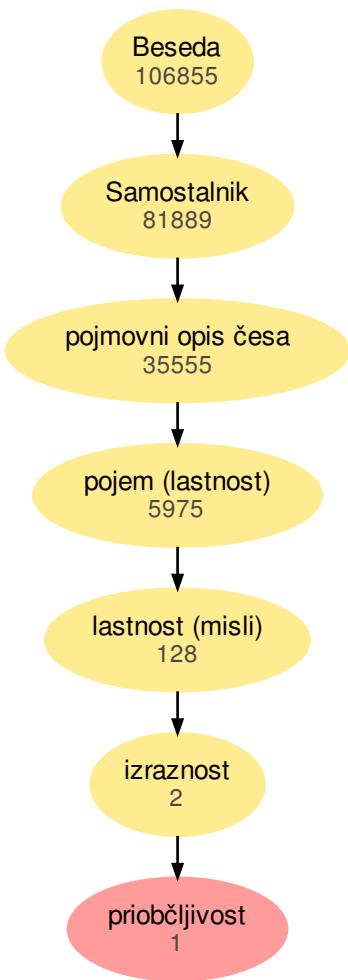 Beseda
106855
Samostalnik
81889
pojmovni opis česa
35555
pojem (lastnost)
5975
lastnost (misli)
128
izraznost
2
priobčljivost
1